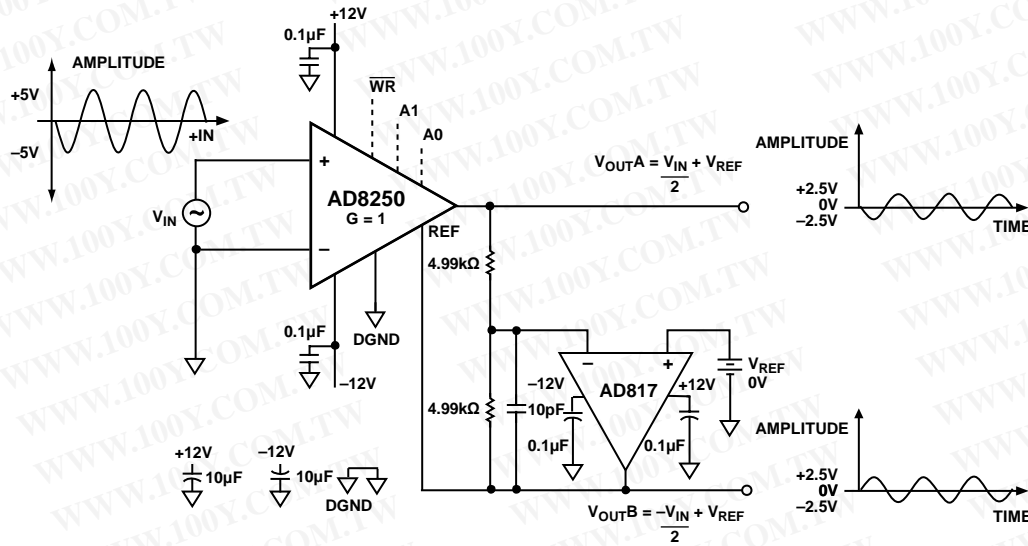 +12V
0.1µF
AMPLITUDE
+5V
–5V
+IN
WR
A1
A0
+
AD8250
G = 1
–
REF
VIN
0.1µF
–12V
DGND
VOUTA = VIN + VREF
2
AMPLITUDE
+2.5V
0V
–2.5V
TIME
4.99kΩ
4.99kΩ
10pF
–
+
AD817
–12V
+12V
0.1µF
0.1µF
VREF
0V
AMPLITUDE
+2.5V
0V
–2.5V
TIME
+12V
10µF
–12V
10µF
DGND
VOUTB = –VIN + VREF
2
WWW.100Y.COM.TW